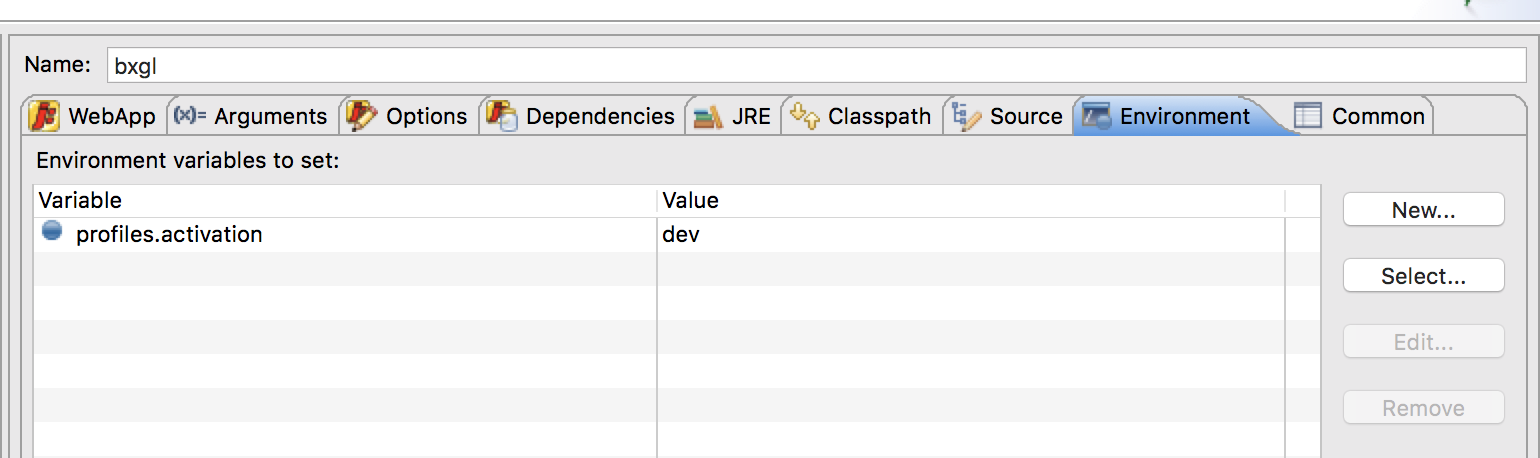 Name: bxgl
WebApp (x)= Arguments Options Dependencies JRE Classpath Source Environment Common
Environment variables to set:
Variable Value
New...
profiles.activation dev
Select...
Edit...
Remove